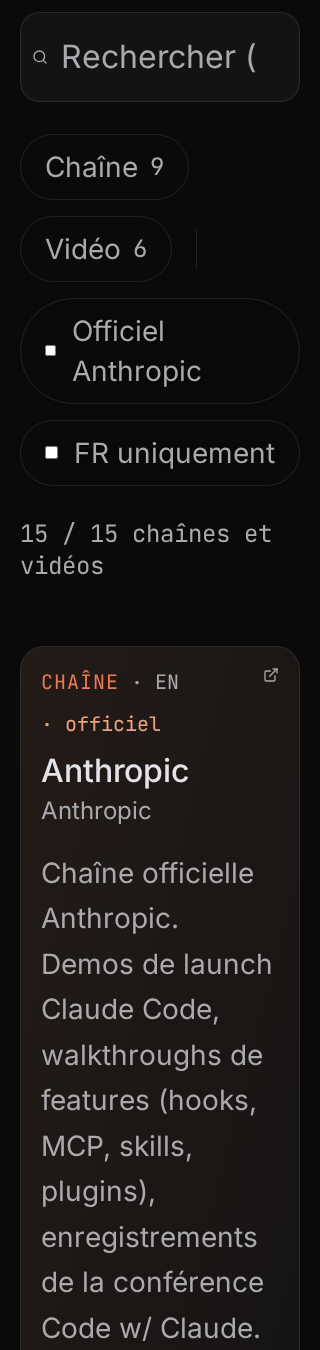 Rechercher (
Chaîne 9
Vidéo 6
Officiel
Anthropic
FR uniquement
15 / 15 chaînes et
vidéos
CHAÎNE · EN
· officiel
Anthropic
Anthropic
Chaîne officielle
Anthropic.
Demos de launch
Claude Code,
walkthroughs de
features (hooks,
MCP, skills,
plugins),
enregistrements
de la conférence
Code w/ Claude.